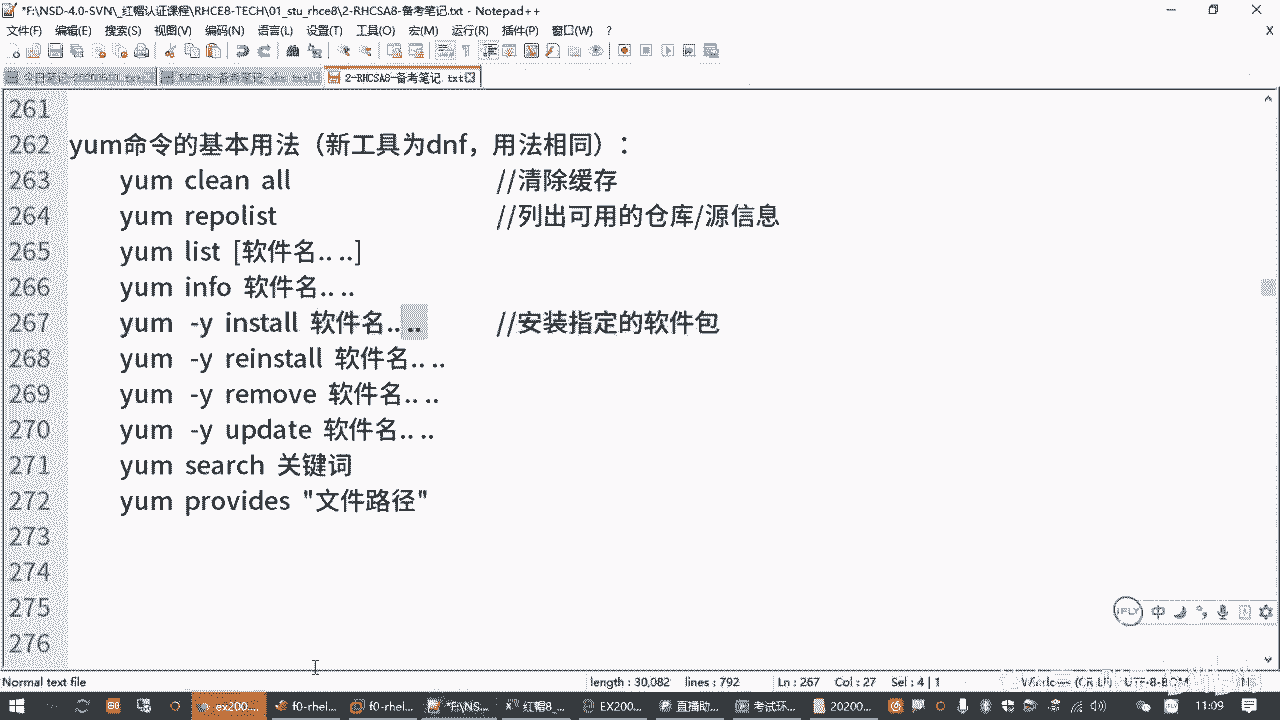 *F:\NSD-4.0-SVN\_红帽认证课程\RHCE8-TECH\01_stu_rhce8\2-RHCSA8-备考笔记.txt - Notepad++
文件(F) 编辑(E) 搜索(S) 视图(V) 编码(N) 语言(L) 设置(T) 工具(O) 宏(M) 运行(R) 插件(P) 窗口(W) ? X
2-RHCSA8-备考笔记.txt
261
262 yum命令的基本用法（新工具为dnf，用法相同）：
263 yum clean all //清除缓存
264 yum repolist //列出可用的仓库/源信息
265 yum list [软件名.. ..]
266 yum info 软件名.. ..
267 yum -y install 软件名.. .. //安装指定的软件包
268 yum -y reinstall 软件名.. ..
269 yum -y remove 软件名.. ..
270 yum -y update 软件名.. ..
271 yum search 关键词
272 yum provides "文件路径"
273
274
275
276
iFLY 中
Normal text file length : 30,082 lines : 792 Ln : 267 Col : 27 Sel : 4 | 1 Windows (CR LF) UTF-8-BOM
ex200... f0-rhel... f0-rhel... *F:\NS... 红帽8_... EX200... 直播助... 考试环... 20200... 11:09